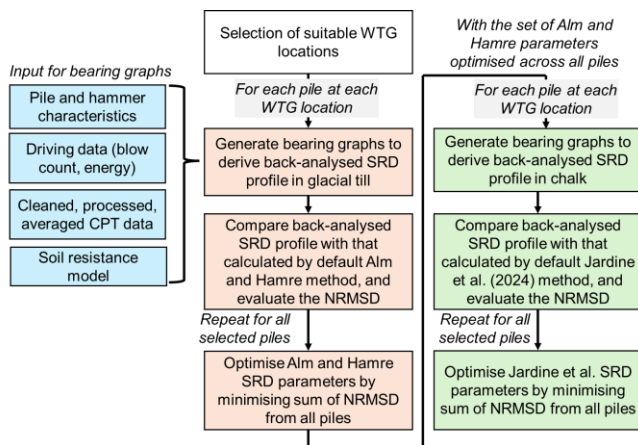 Selection of suitable WTG
locations
Input for bearing graphs
Pile and hammer
characteristics
Driving data (blow
count, energy)
Cleaned, processed,
averaged CPT data
Soil resistance
model
For each pile at each
WTG location
Generate bearing graphs to
derive back-analysed SRD
profile in glacial till
Compare back-analysed
SRD profile with that
calculated by default Alm
and Hamre method, and
evaluate the NRMSD
Repeat for all
selected piles
Optimise Alm and Hamre
SRD parameters by
minimising sum of NRMSD
from all piles
With the set of Alm and
Hamre parameters
optimised across all piles
For each pile at each
WTG location
Generate bearing graphs to
derive back-analysed SRD
profile in chalk
Compare back-analysed
SRD profile with that
calculated by default Jardine
et al. (2024) method, and
evaluate the NRMSD
Repeat for all
selected piles
Optimise Jardine et al. SRD
parameters by minimising
sum of NRMSD from all piles